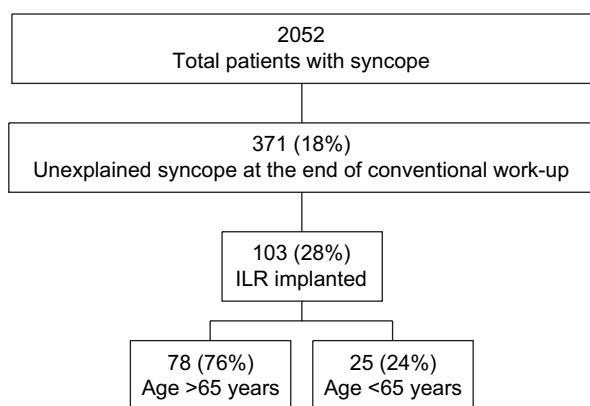 2052
Total patients with syncope
371 (18%)
Unexplained syncope at the end of conventional work-up
103 (28%)
ILR implanted
78 (76%)
Age >65 years
25 (24%)
Age <65 years